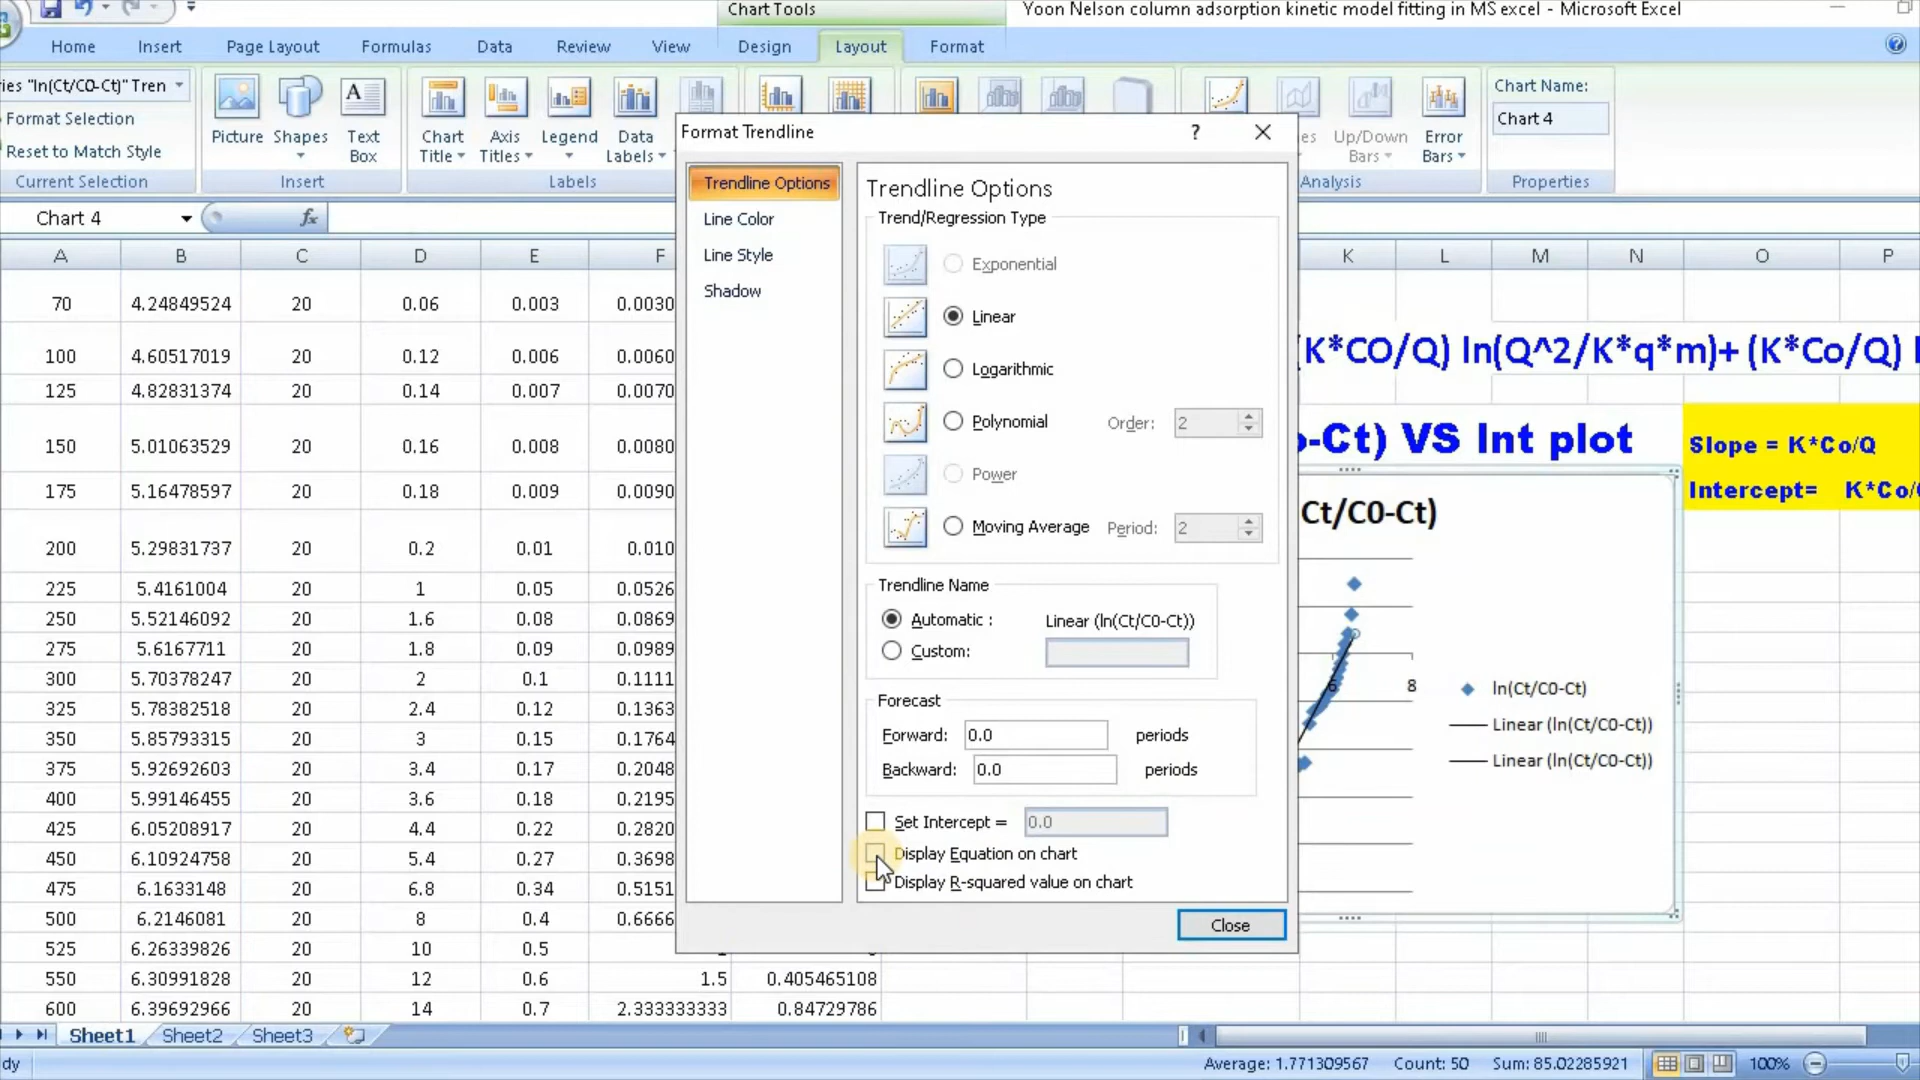 Chart Tools
Yoon Nelson column adsorption kinetic model fitting in MS excel - Microsoft Excel
Home Insert Page Layout Formulas Data Review View Design Layout Format
ries "ln(Ct/C0-Ct)" Tren
Format Selection
Reset to Match Style
Current Selection
Picture Shapes Text Box
Insert
Chart Title Axis Titles Legend Data Labels
Labels
Up/Down Bars Error Bars
Analysis
Chart Name:
Chart 4
Properties
Chart 4 fx
Format Trendline ?
Trendline Options
Line Color
Line Style
Shadow
Trendline Options
Trend/Regression Type
Exponential
Linear
Logarithmic
Polynomial Order: 2
Power
Moving Average Period: 2
Trendline Name
Automatic : Linear (ln(Ct/C0-Ct))
Custom:
Forecast
Forward: 0.0 periods
Backward: 0.0 periods
Set Intercept = 0.0
Display Equation on chart
Display R-squared value on chart
Close
A B C D E F K L M N O P
70 4.24849524 20 0.06 0.003 0.0030
100 4.60517019 20 0.12 0.006 0.0060
125 4.82831374 20 0.14 0.007 0.0070
150 5.01063529 20 0.16 0.008 0.0080
175 5.16478597 20 0.18 0.009 0.0090
200 5.29831737 20 0.2 0.01 0.010
225 5.4161004 20 1 0.05 0.0526
250 5.52146092 20 1.6 0.08 0.0869
275 5.6167711 20 1.8 0.09 0.0989
300 5.70378247 20 2 0.1 0.1111
325 5.78382518 20 2.4 0.12 0.1363
350 5.85793315 20 3 0.15 0.1764
375 5.92692603 20 3.4 0.17 0.2048
400 5.99146455 20 3.6 0.18 0.2195
425 6.05208917 20 4.4 0.22 0.2820
450 6.10924758 20 5.4 0.27 0.3698
475 6.1633148 20 6.8 0.34 0.5151
500 6.2146081 20 8 0.4 0.6666
525 6.26339826 20 10 0.5
550 6.30991828 20 12 0.6 1.5 0.405465108
600 6.39692966 20 14 0.7 2.333333333 0.84729786
(K*CO/Q) ln(Q^2/K*q*m)+ (K*Co/Q) l
o-Ct) VS lnt plot
Slope = K*Co/Q
Intercept= K*Co/
Ct/C0-Ct)
6 8
ln(Ct/C0-Ct)
Linear (ln(Ct/C0-Ct))
Linear (ln(Ct/C0-Ct))
Sheet1 Sheet2 Sheet3
dy
Average: 1.771309567 Count: 50 Sum: 85.02285921 100%